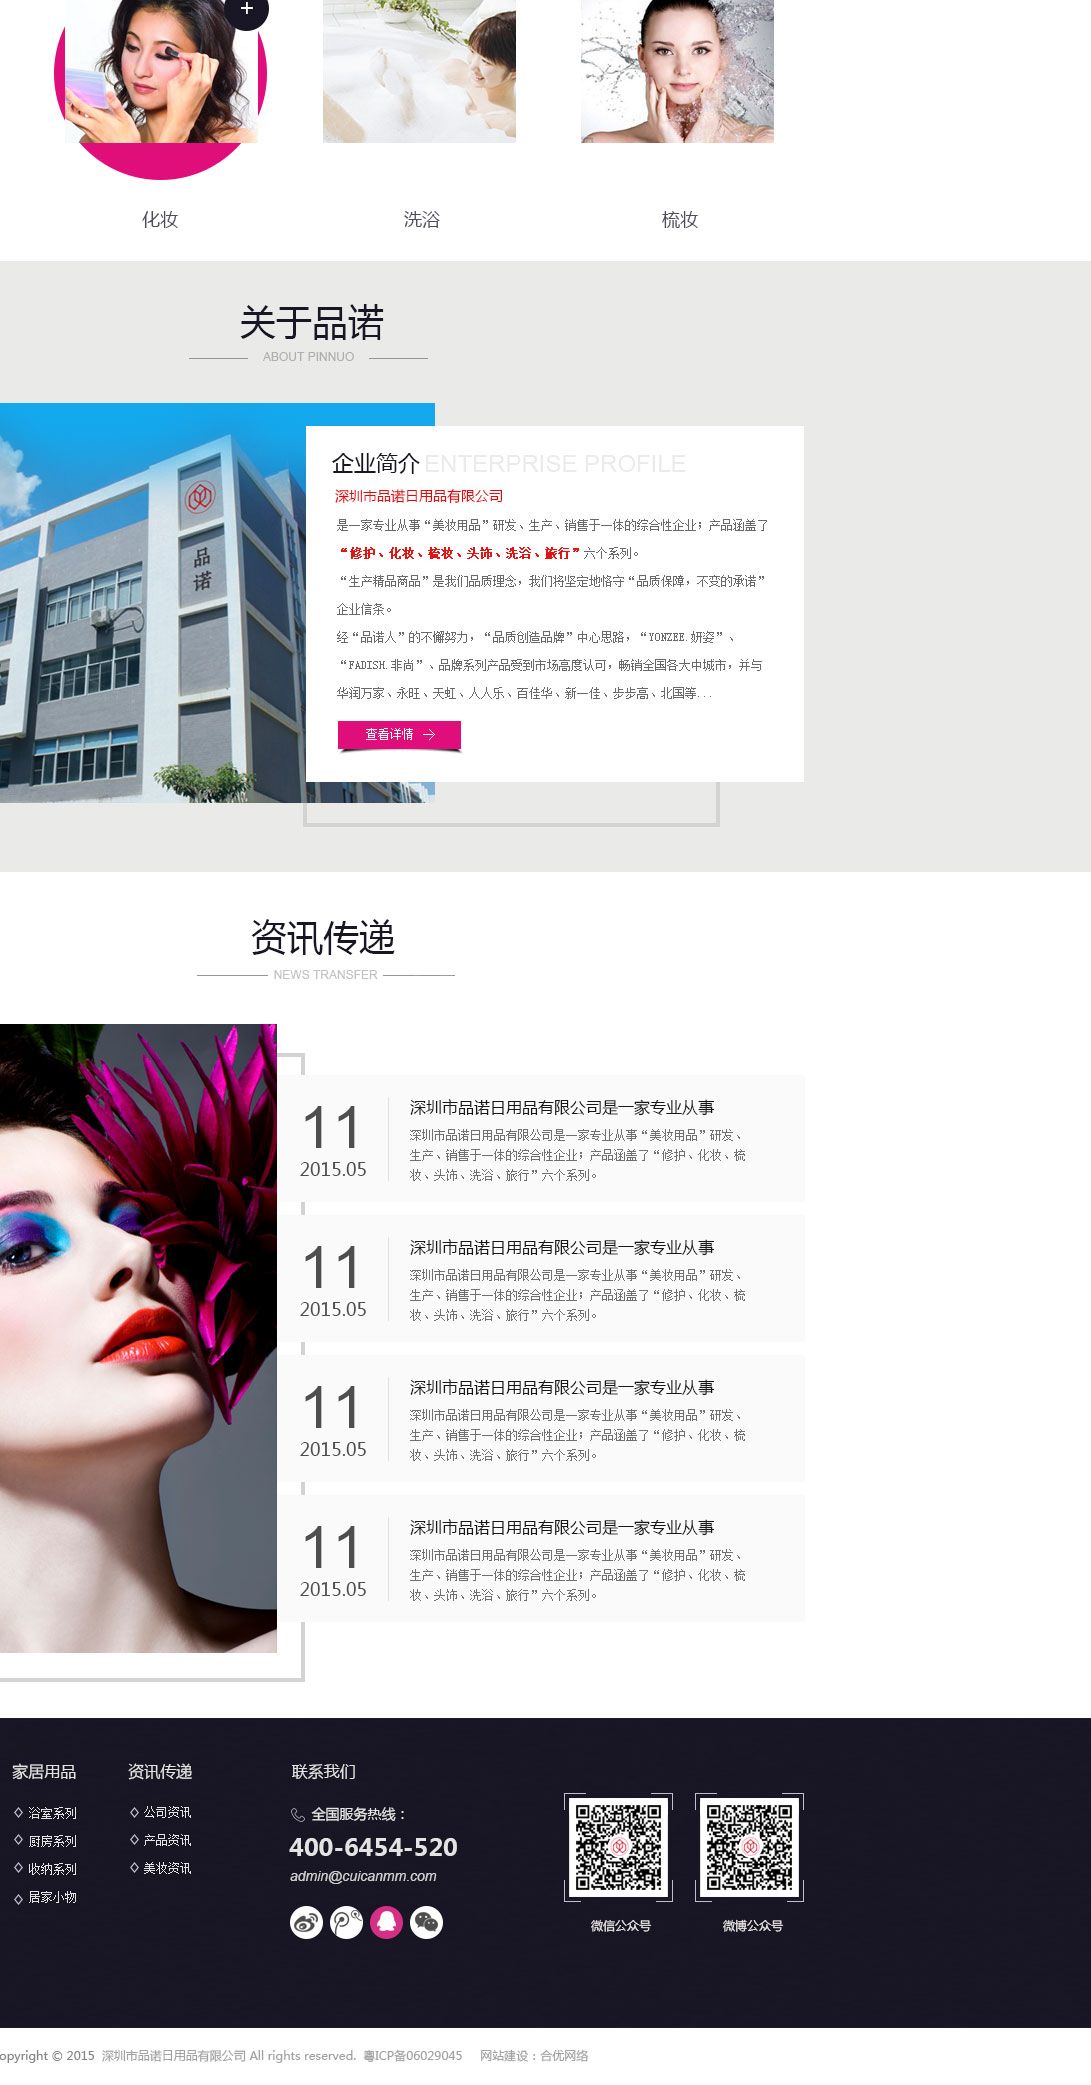 化妆
洗浴
梳妆
关于品诺
ABOUT PINNUO
品诺
企业简介 ENTERPRISE PROFILE
深圳市品诺日用品有限公司
是一家专业从事“美妆用品”研发、生产、销售于一体的综合性企业；产品涵盖了
“修护、化妆、梳妆、头饰、洗浴、旅行”六个系列。
“生产精品商品”是我们品质理念，我们将坚定地恪守“品质保障，不变的承诺”
企业信条。
经“品诺人”的不懈努力，“品质创造品牌”中心思路，“YONZEE.妍姿”、
“FADISH.非尚”、品牌系列产品受到市场高度认可，畅销全国各大中城市，并与
华润万家、永旺、天虹、人人乐、百佳华、新一佳、步步高、北国等...
查看详情
资讯传递
NEWS TRANSFER
11
2015.05
深圳市品诺日用品有限公司是一家专业从事
深圳市品诺日用品有限公司是一家专业从事“美妆用品”研发、
生产、销售于一体的综合性企业；产品涵盖了“修护、化妆、梳
妆、头饰、洗浴、旅行”六个系列。
11
2015.05
深圳市品诺日用品有限公司是一家专业从事
深圳市品诺日用品有限公司是一家专业从事“美妆用品”研发、
生产、销售于一体的综合性企业；产品涵盖了“修护、化妆、梳
妆、头饰、洗浴、旅行”六个系列。
11
2015.05
深圳市品诺日用品有限公司是一家专业从事
深圳市品诺日用品有限公司是一家专业从事“美妆用品”研发、
生产、销售于一体的综合性企业；产品涵盖了“修护、化妆、梳
妆、头饰、洗浴、旅行”六个系列。
11
2015.05
深圳市品诺日用品有限公司是一家专业从事
深圳市品诺日用品有限公司是一家专业从事“美妆用品”研发、
生产、销售于一体的综合性企业；产品涵盖了“修护、化妆、梳
妆、头饰、洗浴、旅行”六个系列。
家居用品
浴室系列
厨房系列
收纳系列
居家小物
资讯传递
公司资讯
产品资讯
美妆资讯
联系我们
全国服务热线：
400-6454-520
admin@cuicanmm.com
微信公众号
微博公众号
opyright © 2015 深圳市品诺日用品有限公司 All rights reserved. 粤ICP备06029045 网站建设：合优网络